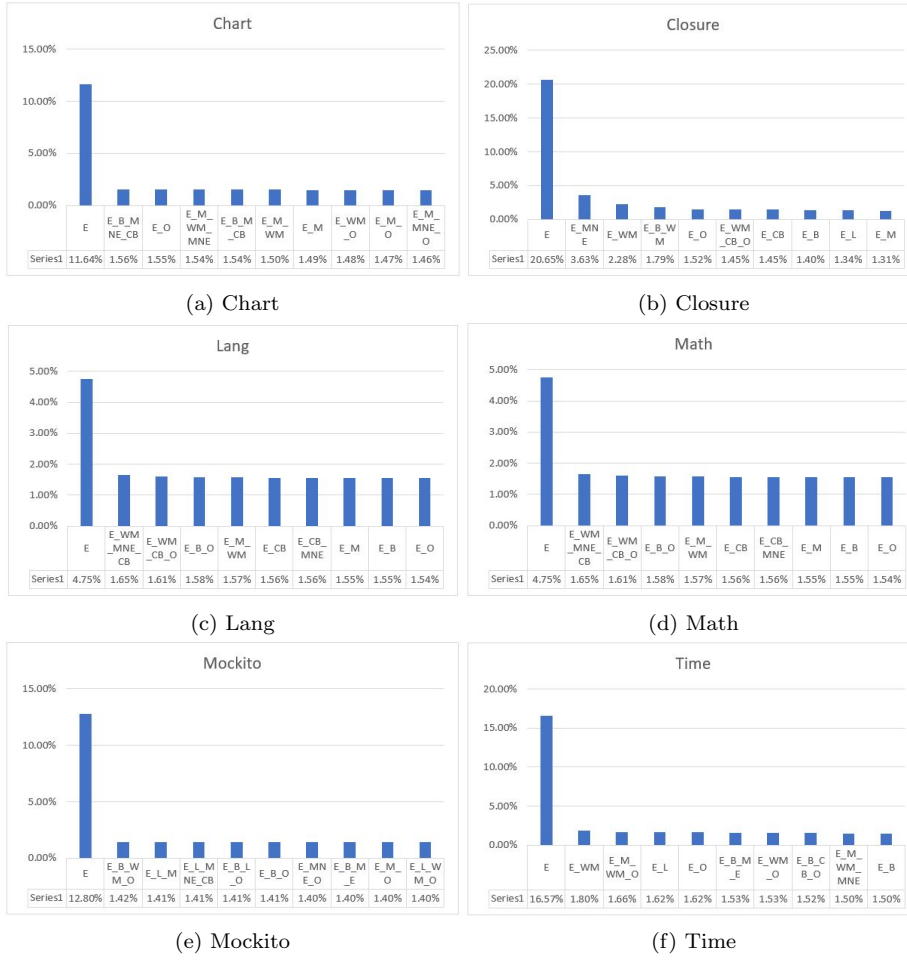 Chart
15.00%
10.00%
5.00%
0.00%
E E_B_M NE_CB E_O E_M_ WM_ MNE E_B_M _CB E_M_ WM E_M E_WM _O E_M_ O E_M_ MNE_O
Series1 11.64% 1.56% 1.55% 1.54% 1.54% 1.50% 1.49% 1.48% 1.47% 1.46%
(a) Chart
Closure
25.00%
20.00%
15.00%
10.00%
5.00%
0.00%
E E_MN E E_WM E_B_W M E_O E_WM _CB_O E_CB E_B E_L E_M
Series1 20.65% 3.63% 2.28% 1.79% 1.52% 1.45% 1.45% 1.40% 1.34% 1.31%
(b) Closure
Lang
5.00%
4.00%
3.00%
2.00%
1.00%
0.00%
E E_WM _MNE_ CB E_WM _CB_O E_B_O E_M_ WM E_CB E_CB_ MNE E_M E_B E_O
Series1 4.75% 1.65% 1.61% 1.58% 1.57% 1.56% 1.56% 1.55% 1.55% 1.54%
(c) Lang
Math
5.00%
4.00%
3.00%
2.00%
1.00%
0.00%
E E_WM _MNE_ CB E_WM _CB_O E_B_O E_M_ WM E_CB E_CB_ MNE E_M E_B E_O
Series1 4.75% 1.65% 1.61% 1.58% 1.57% 1.56% 1.56% 1.55% 1.55% 1.54%
(d) Math
Mockito
15.00%
10.00%
5.00%
0.00%
E E_B_W M_O E_L_M E_L_M NE_CB E_B_L _O E_B_O E_MN E_O E_B_M _E E_M_ O E_L_W M_O
Series1 12.80% 1.42% 1.41% 1.41% 1.41% 1.41% 1.40% 1.40% 1.40% 1.40%
(e) Mockito
Time
20.00%
15.00%
10.00%
5.00%
0.00%
E E_WM E_M_ WM_O E_L E_O E_B_M _E E_WM _O E_B_C B_O E_M_ WM_ MNE E_B
Series1 16.57% 1.80% 1.66% 1.62% 1.62% 1.53% 1.53% 1.52% 1.50% 1.50%
(f) Time